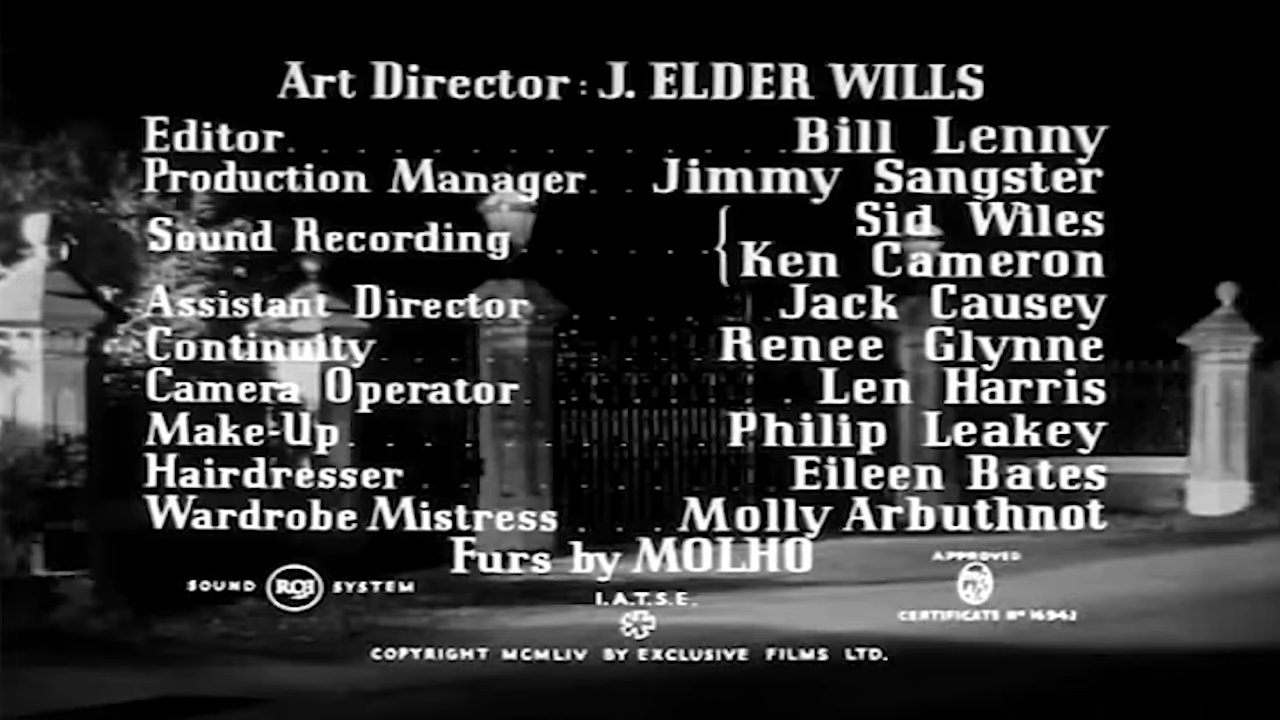 Art Director: J. ELDER WILLS
Editor. . . . . . . . . . . . . . Bill Lenny
Production Manager. . . Jimmy Sangster
Sound Recording . . . . . . { Sid Wiles
Ken Cameron
Assistant Director. . . . . . . Jack Causey
Continuity. . . . . . . . . . Renee Glynne
Camera Operator. . . . . . . . Len Harris
Make-Up. . . . . . . . . . . Philip Leakey
Hairdresser . . . . . . . . . Eileen Bates
Wardrobe Mistress . . . Molly Arbuthnot
Furs by MOLHO
SOUND RCA SYSTEM
I.A.T.S.E.
APPROVED
CERTIFICATE Nº
COPYRIGHT MCMLIV BY EXCLUSIVE FILMS LTD.